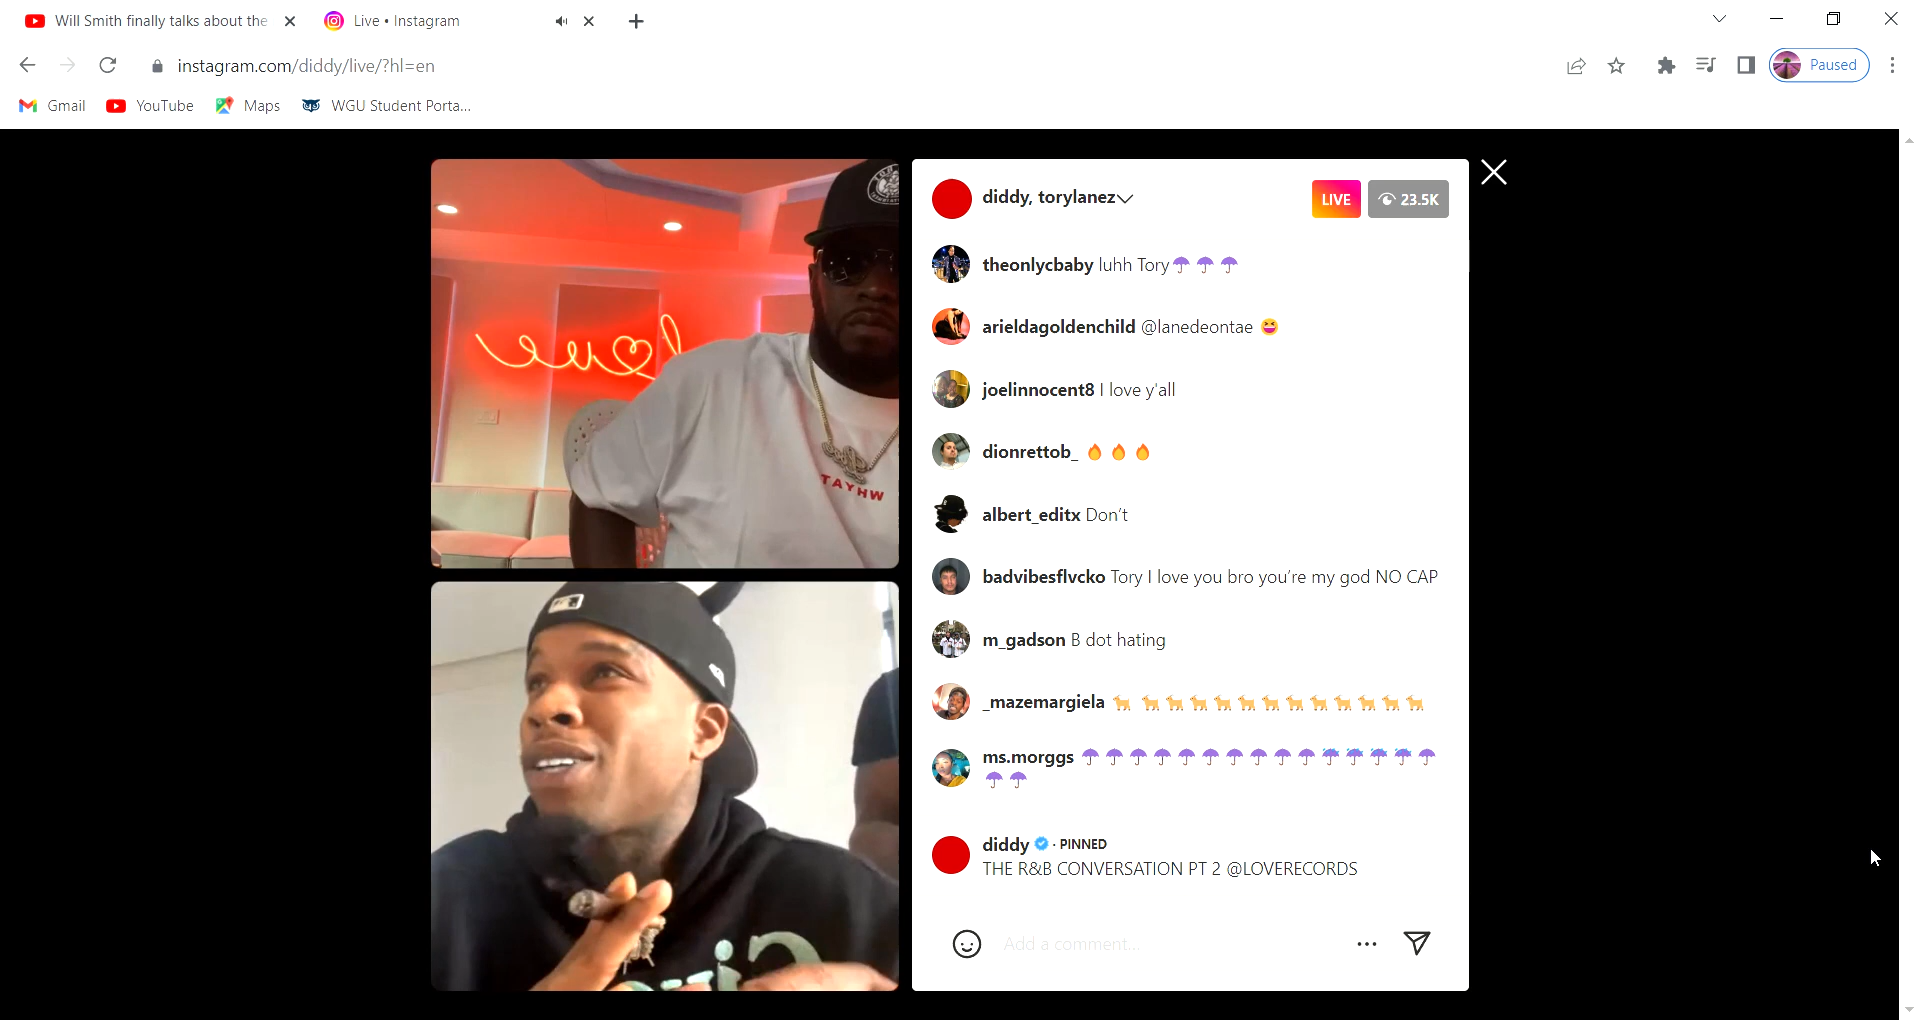 Will Smith finally talks about the
Live • Instagram
instagram.com/diddy/live/?hl=en
Paused
Gmail
YouTube
Maps
WGU Student Porta...
love
TAYHW
diddy, torylanez
LIVE
23.5K
theonlycbaby luhh Tory☂ ☂ ☂
arieldagoldenchild @lanedeontae 😆
joelinnocent8 I love y'all
dionrettob_ 🔥 🔥 🔥
albert_editx Don't
badvibesflvcko Tory I love you bro you're my god NO CAP
m_gadson B dot hating
_mazemargiela 🐐 🐐 🐐 🐐 🐐 🐐 🐐 🐐 🐐 🐐 🐐 🐐 🐐
ms.morggs ☂ ☂ ☂ ☂ ☂ ☂ ☂ ☂ ☂ ☂ ☔ ☔ ☔ ☔ ☂
☂ ☂
diddy · PINNED
THE R&B CONVERSATION PT 2 @LOVERECORDS
Add a comment...